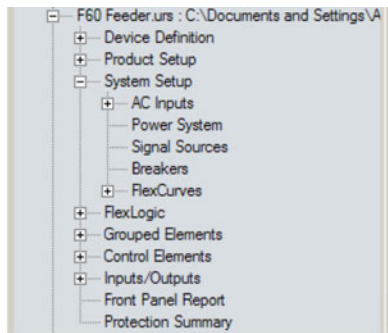 F60 Feeder.urs : C:\Documents and Settings\A
Device Definition
Product Setup
System Setup
AC Inputs
Power System
Signal Sources
Breakers
FlexCurves
FlexLogic
Grouped Elements
Control Elements
Inputs/Outputs
Front Panel Report
Protection Summary